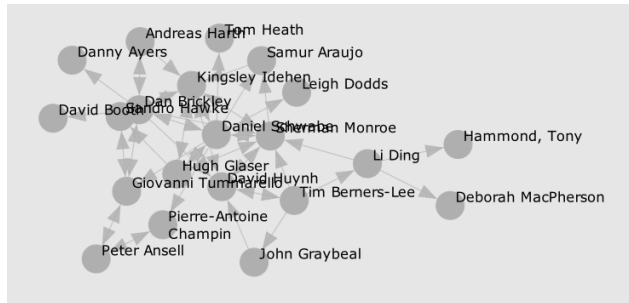 Andreas Harth
Tom Heath
Danny Ayers
Samur Araujo
Kingsley Idehen
Leigh Dodds
Dan Brickley
David Booth
Sandro Hawke
Daniel Schwabe
Sherman Monroe
Hammond, Tony
Li Ding
Hugh Glaser
David Huynh
Giovanni Tummarello
Tim Berners-Lee
Deborah MacPherson
Pierre-Antoine
Champin
Peter Ansell
John Graybeal